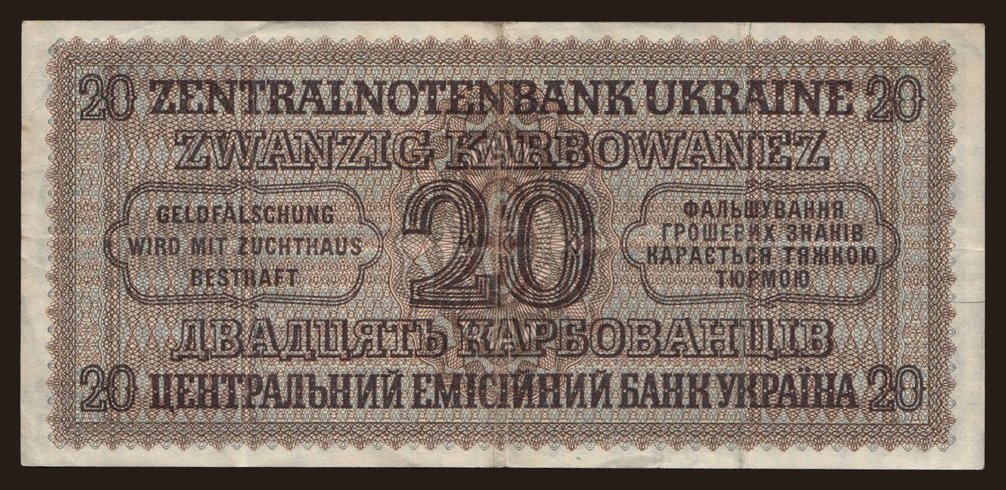 20 ZENTRALNOTENBANK UKRAINE 20
ZWANZIG KARBOWANEZ
GELDFÄLSCHUNG
WIRD MIT ZUCHTHAUS
BESTRAFT
20
ФАЛЬШУВАННЯ
ГРОШЕВИХ ЗНАКІВ
КАРАЄТЬСЯ ТЯЖКОЮ
ТЮРМОЮ
ДВАДЦЯТЬ КАРБОВАНЦІВ
20 ЦЕНТРАЛЬНИЙ ЕМІСІЙНИЙ БАНК УКРАЇНА 20